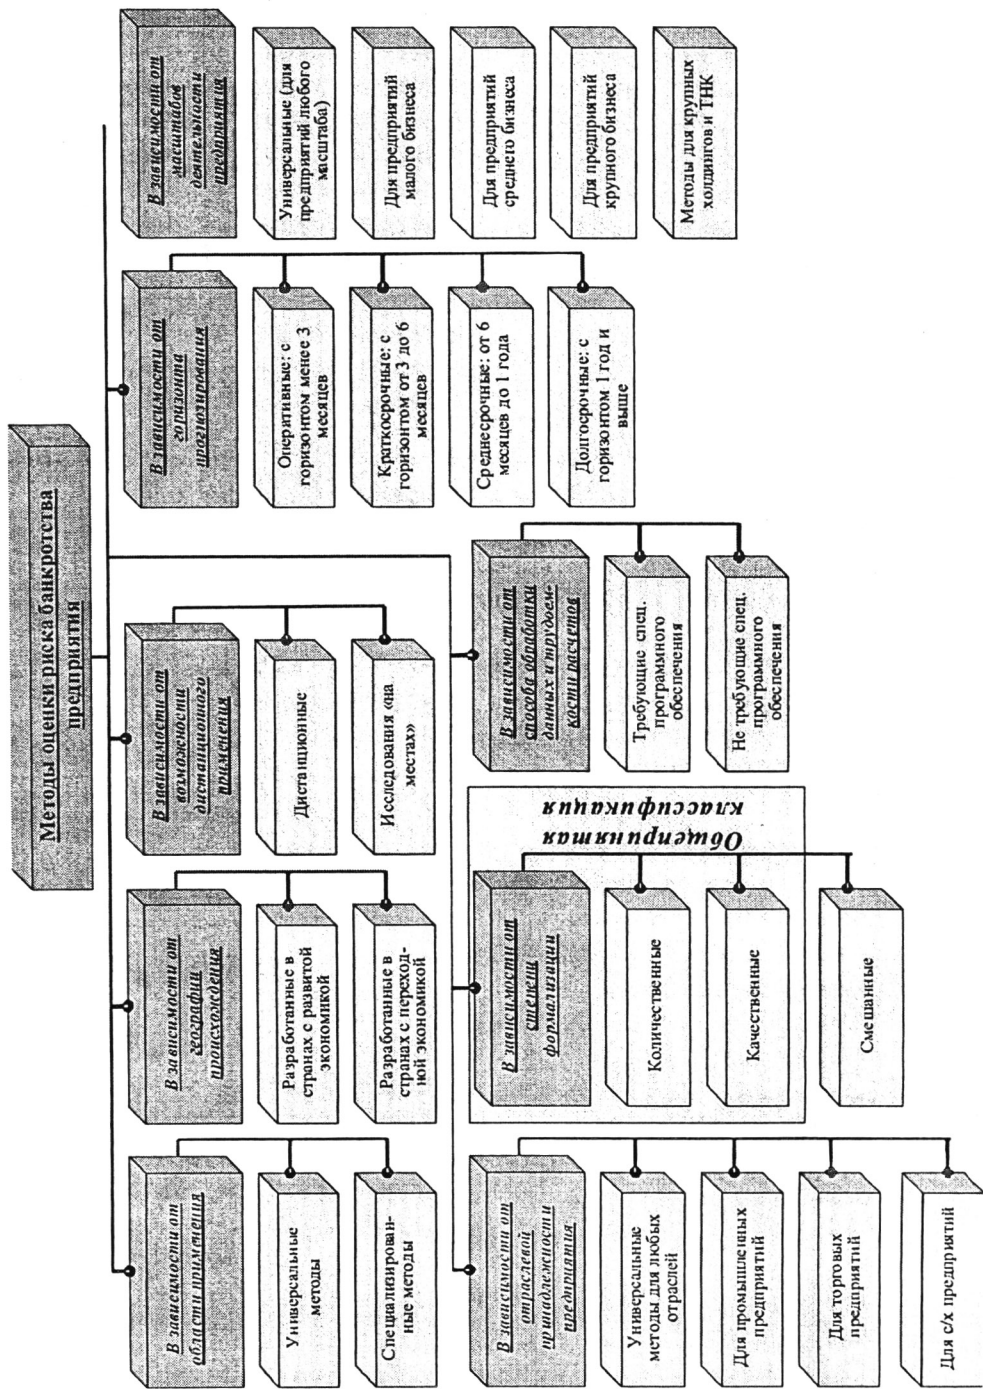 Методы оценки риска банкротства
предприятия
В зависимости от
области применения
Универсальные
методы
Специализирован-
ные методы
В зависимости от
географии
происхождения
Разработанные в
странах с развитой
экономикой
Разработанные в
странах с переход-
ной экономикой
В зависимости от
возможности
дистанционного
применения
Дистанционные
Исследования «на
местах»
В зависимости от
горизонта
прогнозирования
Оперативные: с
горизонтом менее 3
месяцев
Краткосрочные: с
горизонтом от 3 до 6
месяцев
Среднесрочные: от 6
месяцев до 1 года
Долгосрочные: с
горизонтом 1 год и
выше
В зависимости от
масштабов
деятельности
предприятия
Универсальные (для
предприятий любого
масштаба)
Для предприятий
малого бизнеса
Для предприятий
среднего бизнеса
Для предприятий
крупного бизнеса
Методы для крупных
холдингов и ТНК
В зависимости от
отраслевой
принадлежности
предприятия
Универсальные
методы для любых
отраслей
Для промышленных
предприятий
Для торговых
предприятий
Для с/х предприятий
В зависимости от
степени
формализации
Количественные
Качественные
Смешанные
Общепринятая
классификация
В зависимости от
способа обработки
данных и трудоем-
кости расчетов
Требующие спец.
программного
обеспечения
Не требующие спец.
программного
обеспечения